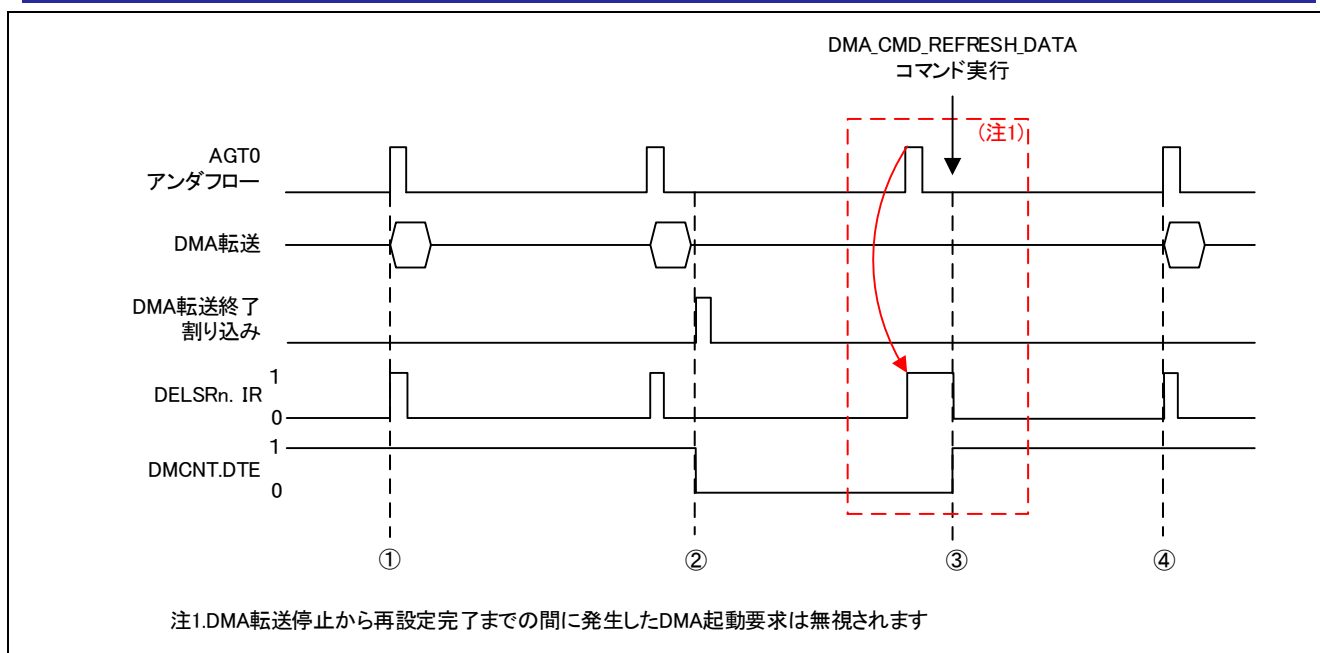 DMA_CMD_REFRESH_DATA
コマンド実行
(注1)
AGT0
アンダフロー
DMA転送
DMA転送終了
割り込み
DELSRn. IR
1
0
DMCNT.DTE
1
0
①
②
③
④
注1.DMA転送停止から再設定完了までの間に発生したDMA起動要求は無視されます